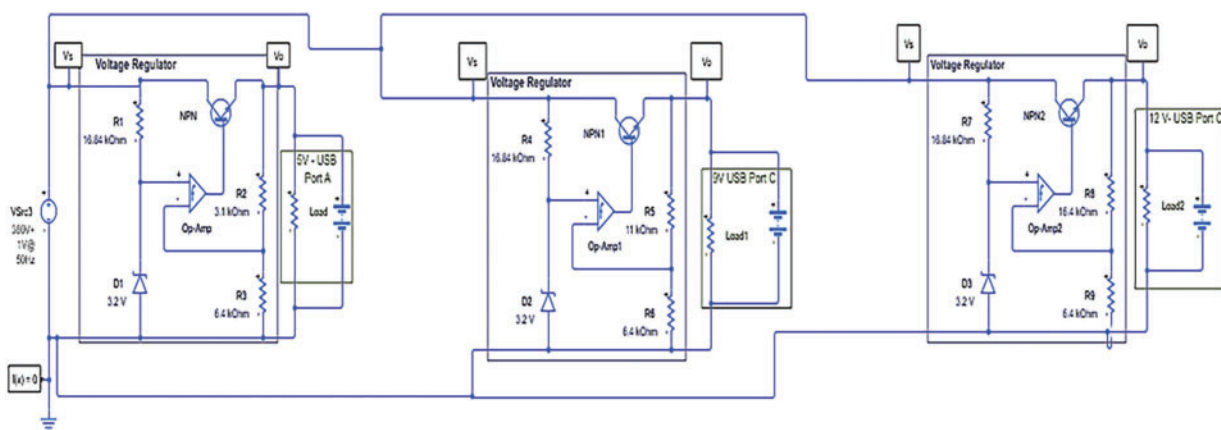 Vs
Vo
Voltage Regulator
R1
16.84 kOhm
NPN
R2
3.1 kOhm
Op-Amp
R3
6.4 kOhm
D1
3.2 V
5V - USB
Port A
Load
VSrc3
1V@
50Hz
f(x) = 0
Vs
Vo
Voltage Regulator
R4
16.84 kOhm
NPN1
R5
11 kOhm
Op-Amp1
R6
6.4 kOhm
D2
3.2 V
9V USB Port C
Load1
Vs
Vo
Voltage Regulator
R7
16.84 kOhm
NPN2
R8
16.4 kOhm
Op-Amp2
R9
6.4 kOhm
D3
3.2 V
12 V- USB Port C
Load2